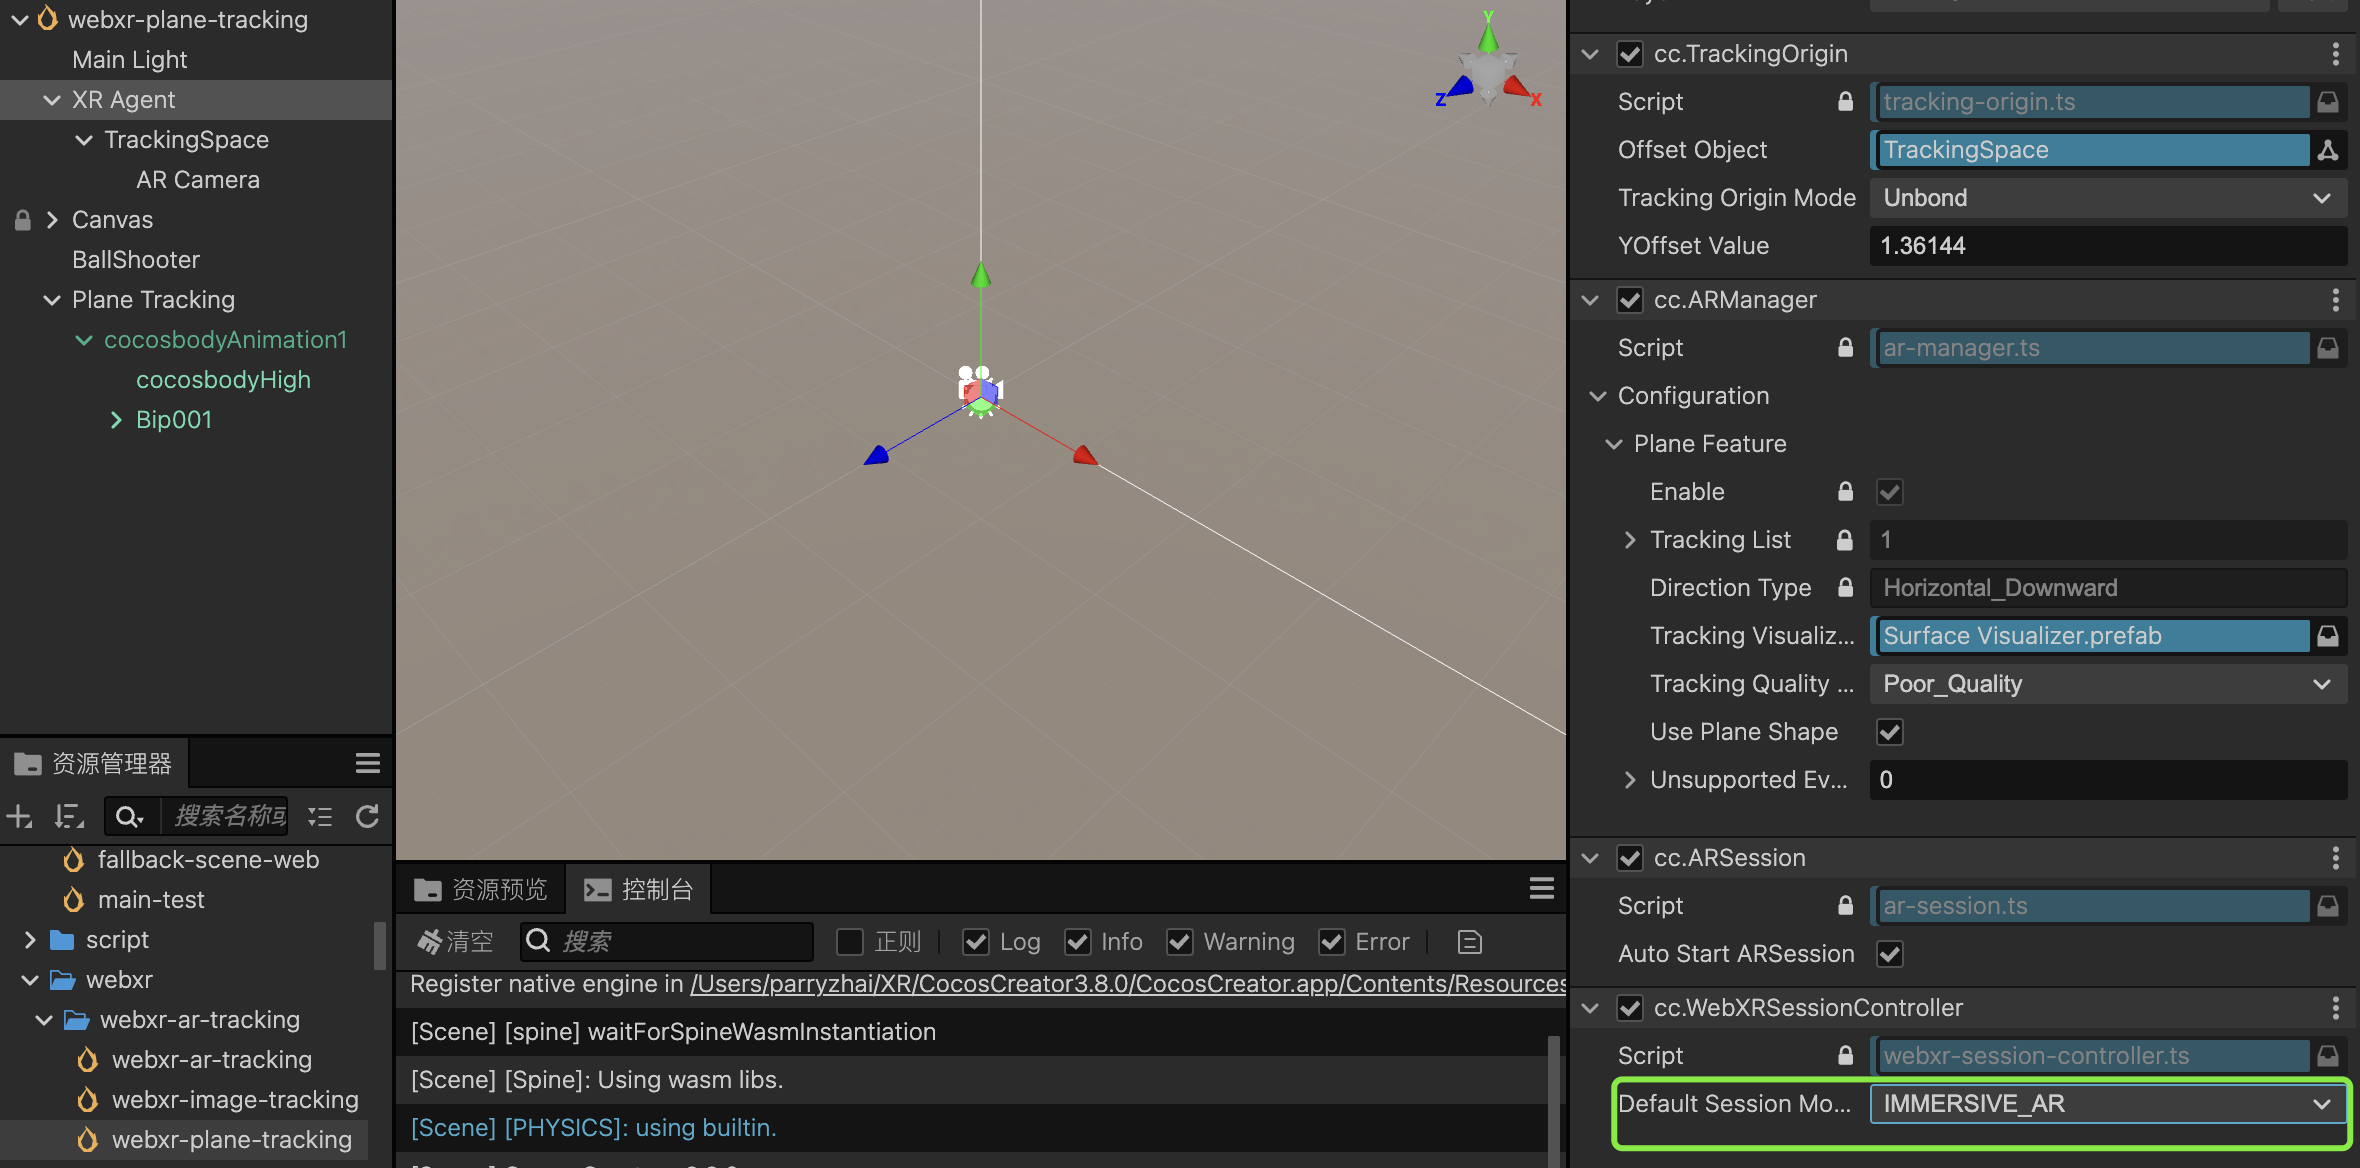 webxr-plane-tracking
Main Light
XR Agent
TrackingSpace
AR Camera
Canvas
BallShooter
Plane Tracking
cocosbodyAnimation1
cocosbodyHigh
Bip001
资源管理器
搜索名称或
fallback-scene-web
main-test
script
webxr
webxr-ar-tracking
webxr-ar-tracking
webxr-image-tracking
webxr-plane-tracking
Y
Z
X
资源预览
控制台
清空
搜索
正则
Log
Info
Warning
Error
Register native engine in /Users/parryzhai/XR/CocosCreator3.8.0/CocosCreator.app/Contents/Resources
[Scene] [spine] waitForSpineWasmInstantiation
[Scene] [Spine]: Using wasm libs.
[Scene] [PHYSICS]: using builtin.
cc.TrackingOrigin
Script tracking-origin.ts
Offset Object TrackingSpace
Tracking Origin Mode Unbond
YOffset Value 1.36144
cc.ARManager
Script ar-manager.ts
Configuration
Plane Feature
Enable
Tracking List 1
Direction Type Horizontal_Downward
Tracking Visualiz... Surface Visualizer.prefab
Tracking Quality ... Poor_Quality
Use Plane Shape
Unsupported Ev... 0
cc.ARSession
Script ar-session.ts
Auto Start ARSession
cc.WebXRSessionController
Script webxr-session-controller.ts
Default Session Mo... IMMERSIVE_AR